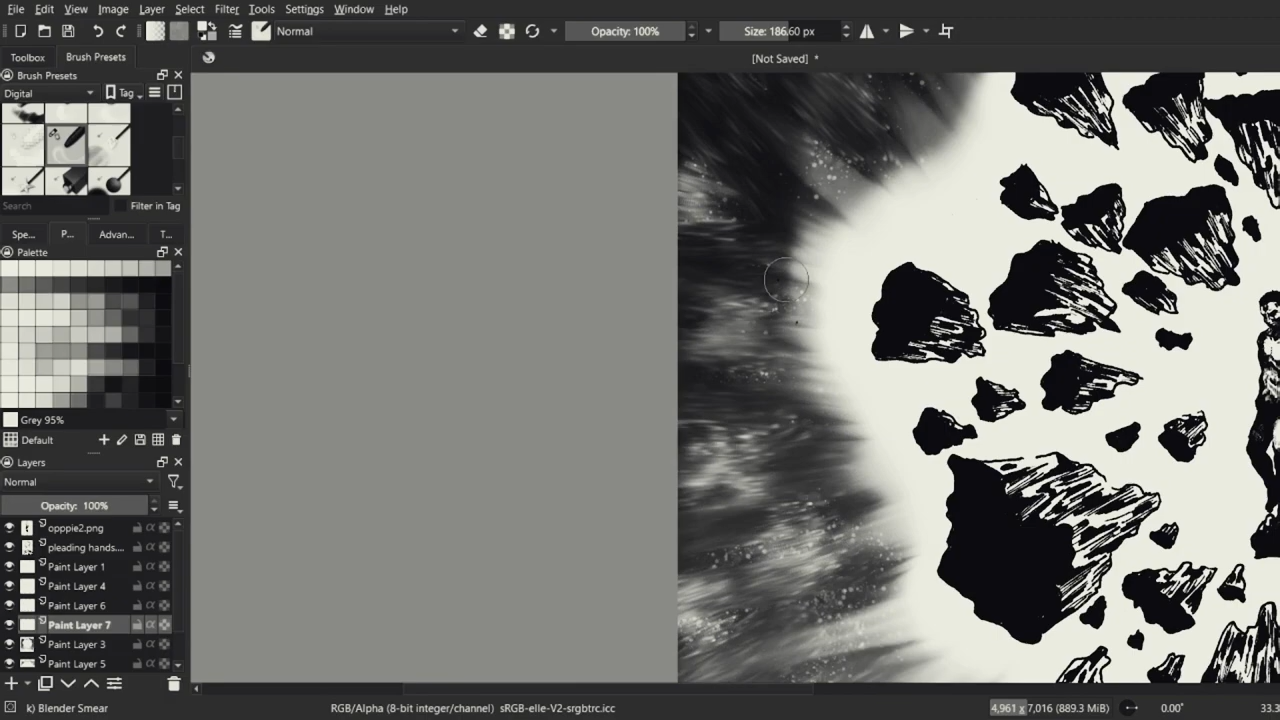 File Edit View Image Layer Select Filter Tools Settings Window Help
Normal Opacity: 100% Size: 186.60 px
Toolbox Brush Presets [Not Saved] *
Brush Presets
Digital Tag
Search Filter in Tag
Spe... P... Advan... T...
Palette
Grey 95%
Default
Layers
Normal
Opacity: 100%
opppie2.png
pleading hands....
Paint Layer 1
Paint Layer 4
Paint Layer 6
Paint Layer 7
Paint Layer 3
Paint Layer 5
k) Blender Smear RGB/Alpha (8-bit integer/channel) sRGB-elle-V2-srgbtrc.icc 4,961 x 7,016 (889.3 MiB) 0.00° 33.3